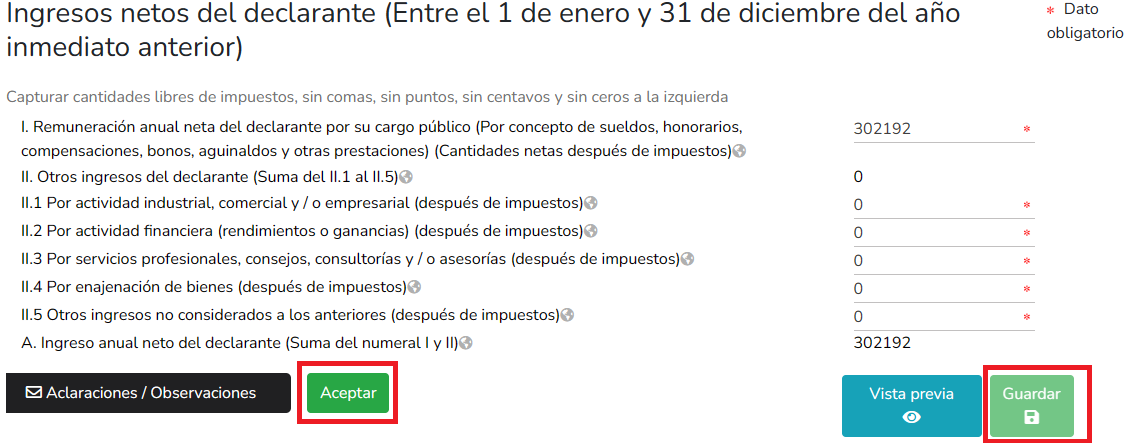 Ingresos netos del declarante (Entre el 1 de enero y 31 de diciembre del año
inmediato anterior)
* Dato
obligatorio
Capturar cantidades libres de impuestos, sin comas, sin puntos, sin centavos y sin ceros a la izquierda
I. Remuneración anual neta del declarante por su cargo público (Por concepto de sueldos, honorarios,
compensaciones, bonos, aguinaldos y otras prestaciones) (Cantidades netas después de impuestos)
302192 *
II. Otros ingresos del declarante (Suma del II.1 al II.5) 0
II.1 Por actividad industrial, comercial y / o empresarial (después de impuestos) 0 *
II.2 Por actividad financiera (rendimientos o ganancias) (después de impuestos) 0 *
II.3 Por servicios profesionales, consejos, consultorías y / o asesorías (después de impuestos) 0 *
II.4 Por enajenación de bienes (después de impuestos) 0 *
II.5 Otros ingresos no considerados a los anteriores (después de impuestos) 0 *
A. Ingreso anual neto del declarante (Suma del numeral I y II) 302192
Aclaraciones / Observaciones
Aceptar
Vista previa
Guardar